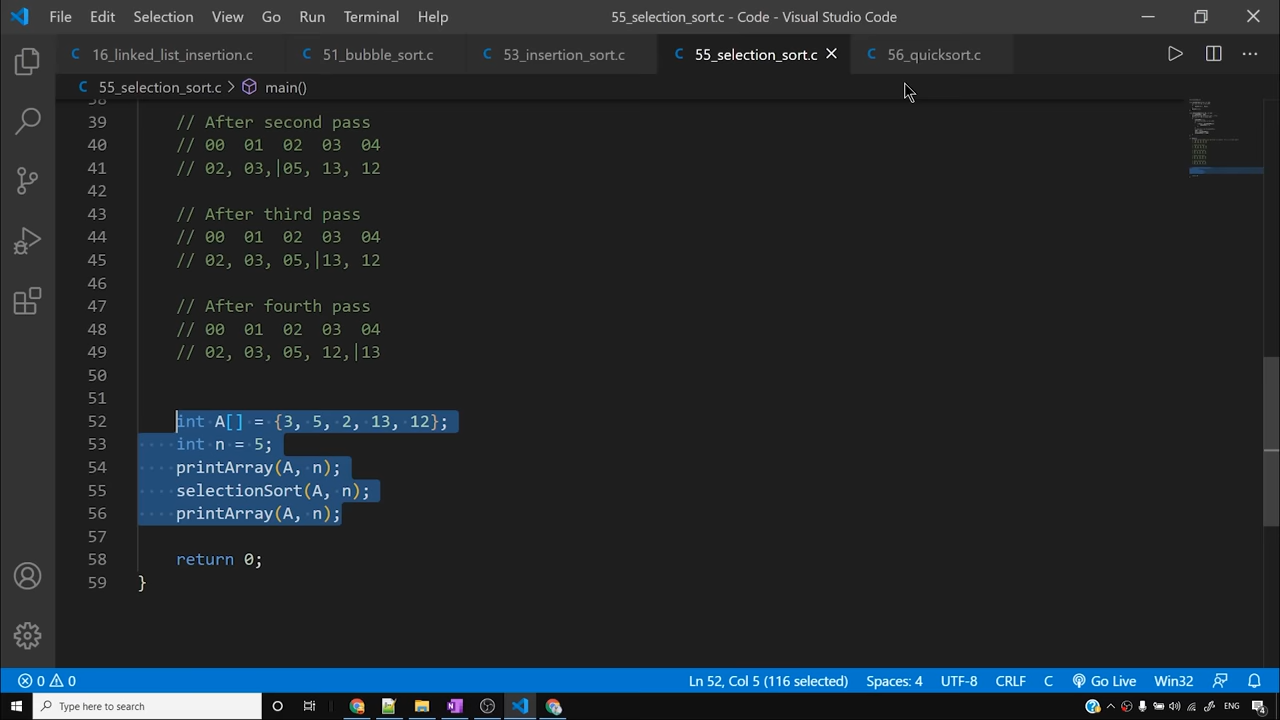 File Edit Selection View Go Run Terminal Help 55_selection_sort.c - Code - Visual Studio Code
C 16_linked_list_insertion.c C 51_bubble_sort.c C 53_insertion_sort.c C 55_selection_sort.c C 56_quicksort.c
C 55_selection_sort.c > main()
38
39 // After second pass
40 // 00 01 02 03 04
41 // 02, 03,|05, 13, 12
42
43 // After third pass
44 // 00 01 02 03 04
45 // 02, 03, 05,|13, 12
46
47 // After fourth pass
48 // 00 01 02 03 04
49 // 02, 03, 05, 12,|13
50
51
52 int A[] = {3, 5, 2, 13, 12};
53 int n = 5;
54 printArray(A, n);
55 selectionSort(A, n);
56 printArray(A, n);
57
58 return 0;
59 }
0 0 Ln 52, Col 5 (116 selected) Spaces: 4 UTF-8 CRLF C Go Live Win32
Type here to search ENG